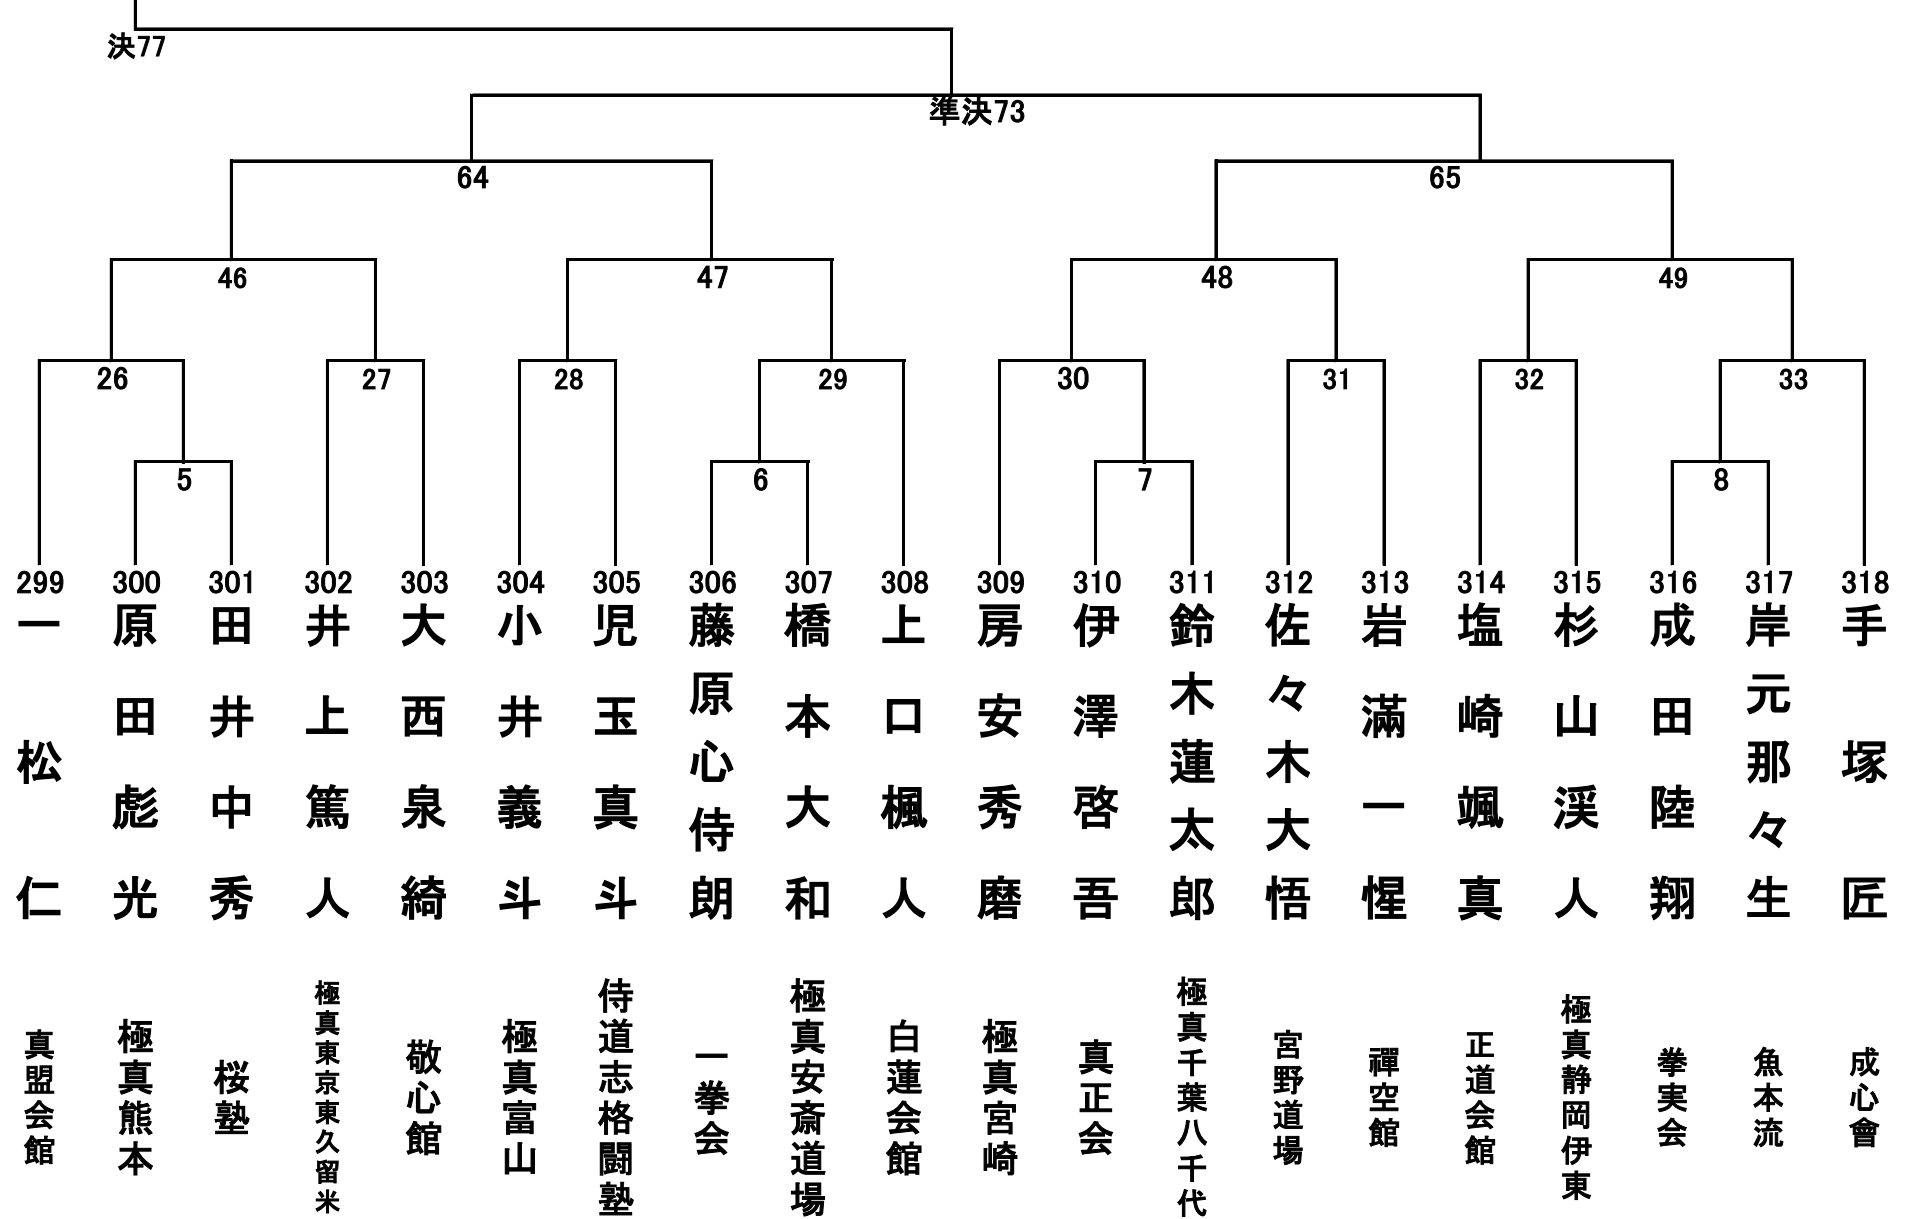 決77
準決73
64
65
46
47
48
49
26
27
28
29
30
31
32
33
5
6
7
8
299
300
301
302
303
304
305
306
307
308
309
310
311
312
313
314
315
316
317
318
一松仁
原田彪光
田井中秀
井上篤人
大西泉綺
小井義斗
児玉真斗
藤原心侍朗
橋本大和
上口楓人
房安秀磨
伊澤啓吾
鈴木蓮太郎
佐々木大悟
岩滿一惺
塩崎颯真
杉山渓人
成田陸翔
岸元那々生
手塚匠
真盟会館
極真熊本
桜塾
極真東京東久留米
敬心館
極真富山
侍道志格闘塾
一拳会
極真安斎道場
白蓮会館
極真宮崎
真正会
極真千葉八千代
宮野道場
禪空館
正道会館
極真静岡伊東
拳実会
魚本流
成心會